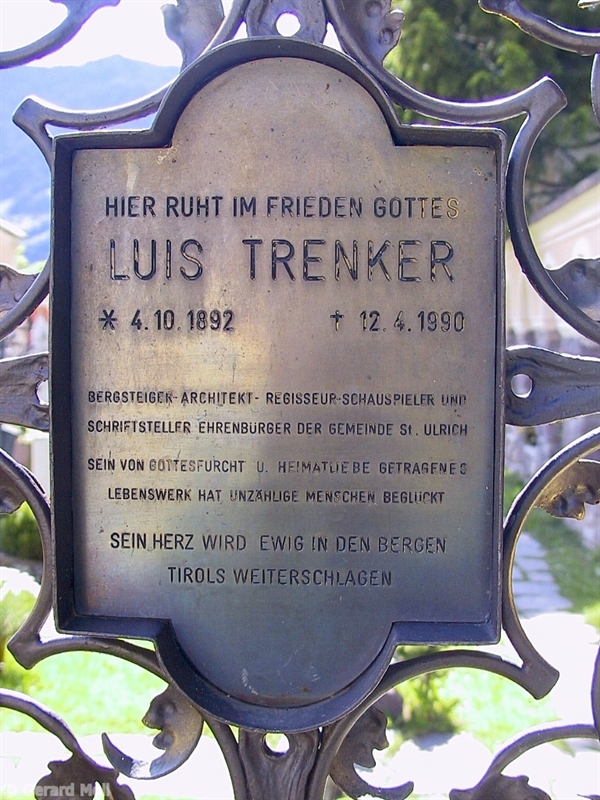 HIER RUHT IM FRIEDEN GOTTES
LUIS TRENKER
* 4.10.1892 † 12.4.1990
BERGSTEIGER-ARCHITEKT- REGISSEUR-SCHAUSPIELER UND
SCHRIFTSTELLER EHRENBÜRGER DER GEMEINDE St. ULRICH
SEIN VON GOTTESFURCHT U. HEIMATLIEBE GETRAGENES
LEBENSWERK HAT UNZÄHLIGE MENSCHEN BEGLÜCKT
SEIN HERZ WIRD EWIG IN DEN BERGEN
TIROLS WEITERSCHLAGEN
Gerard Moll